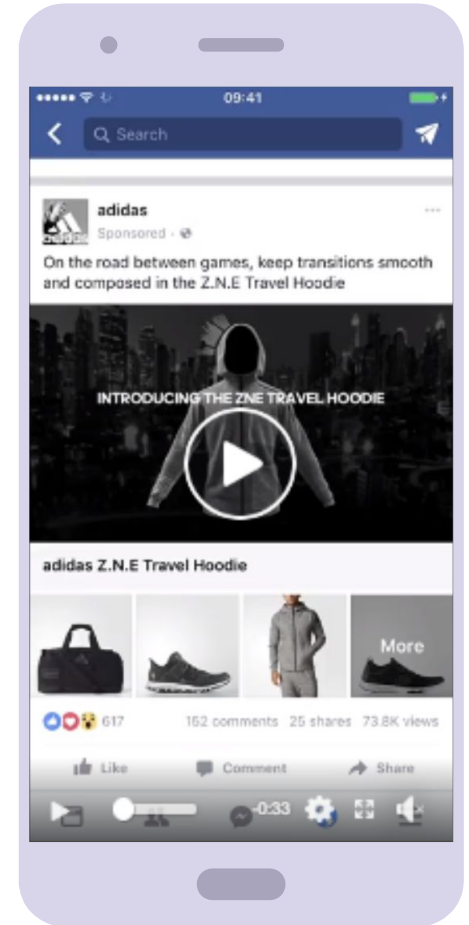 09:41
Search
adidas
Sponsored ·
On the road between games, keep transitions smooth
and composed in the Z.N.E Travel Hoodie
INTRODUCING THE ZNE TRAVEL HOODIE
adidas Z.N.E Travel Hoodie
More
617 152 comments 25 shares 73.8K views
Like Comment Share
-0:33